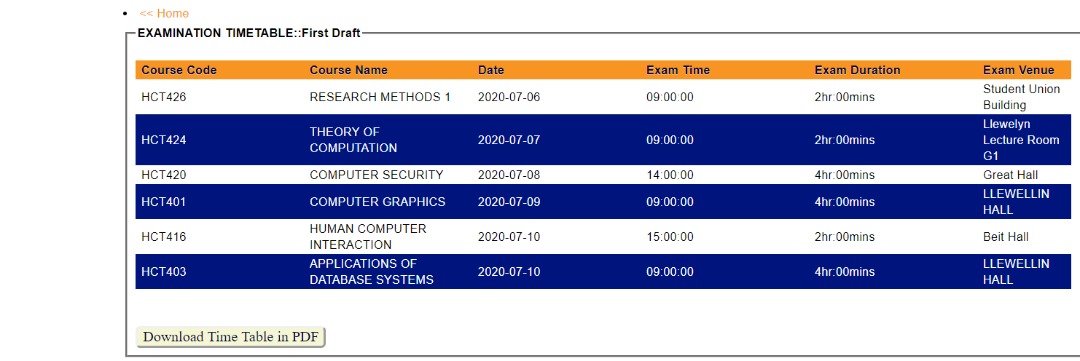 << Home
EXAMINATION TIMETABLE::First Draft
Course Code Course Name Date Exam Time Exam Duration Exam Venue
HCT426 RESEARCH METHODS 1 2020-07-06 09:00:00 2hr:00mins Student Union
Building
HCT424 THEORY OF
COMPUTATION 2020-07-07 09:00:00 2hr:00mins Llewelyn
Lecture Room
G1
HCT420 COMPUTER SECURITY 2020-07-08 14:00:00 4hr:00mins Great Hall
HCT401 COMPUTER GRAPHICS 2020-07-09 09:00:00 4hr:00mins LLEWELLIN
HALL
HCT416 HUMAN COMPUTER
INTERACTION 2020-07-10 15:00:00 2hr:00mins Beit Hall
HCT403 APPLICATIONS OF
DATABASE SYSTEMS 2020-07-10 09:00:00 4hr:00mins LLEWELLIN
HALL
Download Time Table in PDF